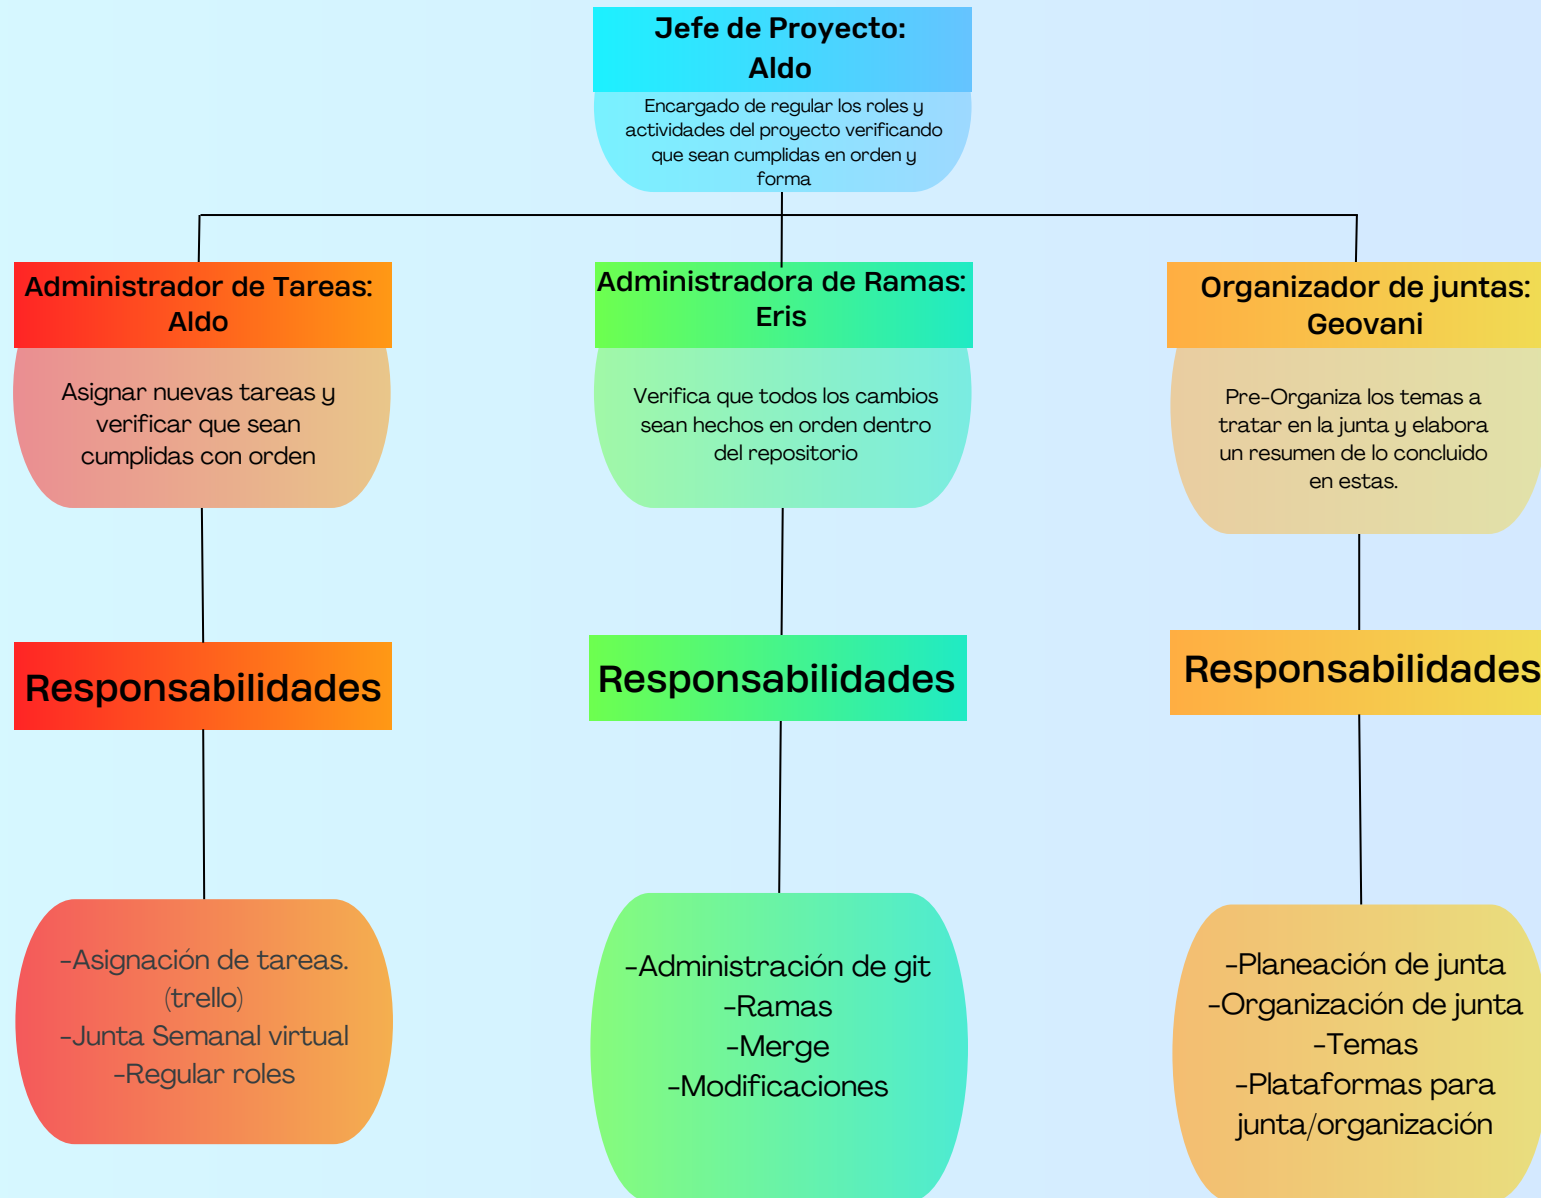 Jefe de Proyecto:
Aldo
Encargado de regular los roles y
actividades del proyecto verificando
que sean cumplidas en orden y
forma
Administrador de Tareas:
Aldo
Asignar nuevas tareas y
verificar que sean
cumplidas con orden
Administradora de Ramas:
Eris
Verifica que todos los cambios
sean hechos en orden dentro
del repositorio
Organizador de juntas:
Geovani
Pre-Organiza los temas a
tratar en la junta y elabora
un resumen de lo concluido
en estas.
Responsabilidades
Responsabilidades
Responsabilidades
-Asignación de tareas.
(trello)
-Junta Semanal virtual
-Regular roles
-Administración de git
-Ramas
-Merge
-Modificaciones
-Planeación de junta
-Organización de junta
-Temas
-Plataformas para
junta/organización